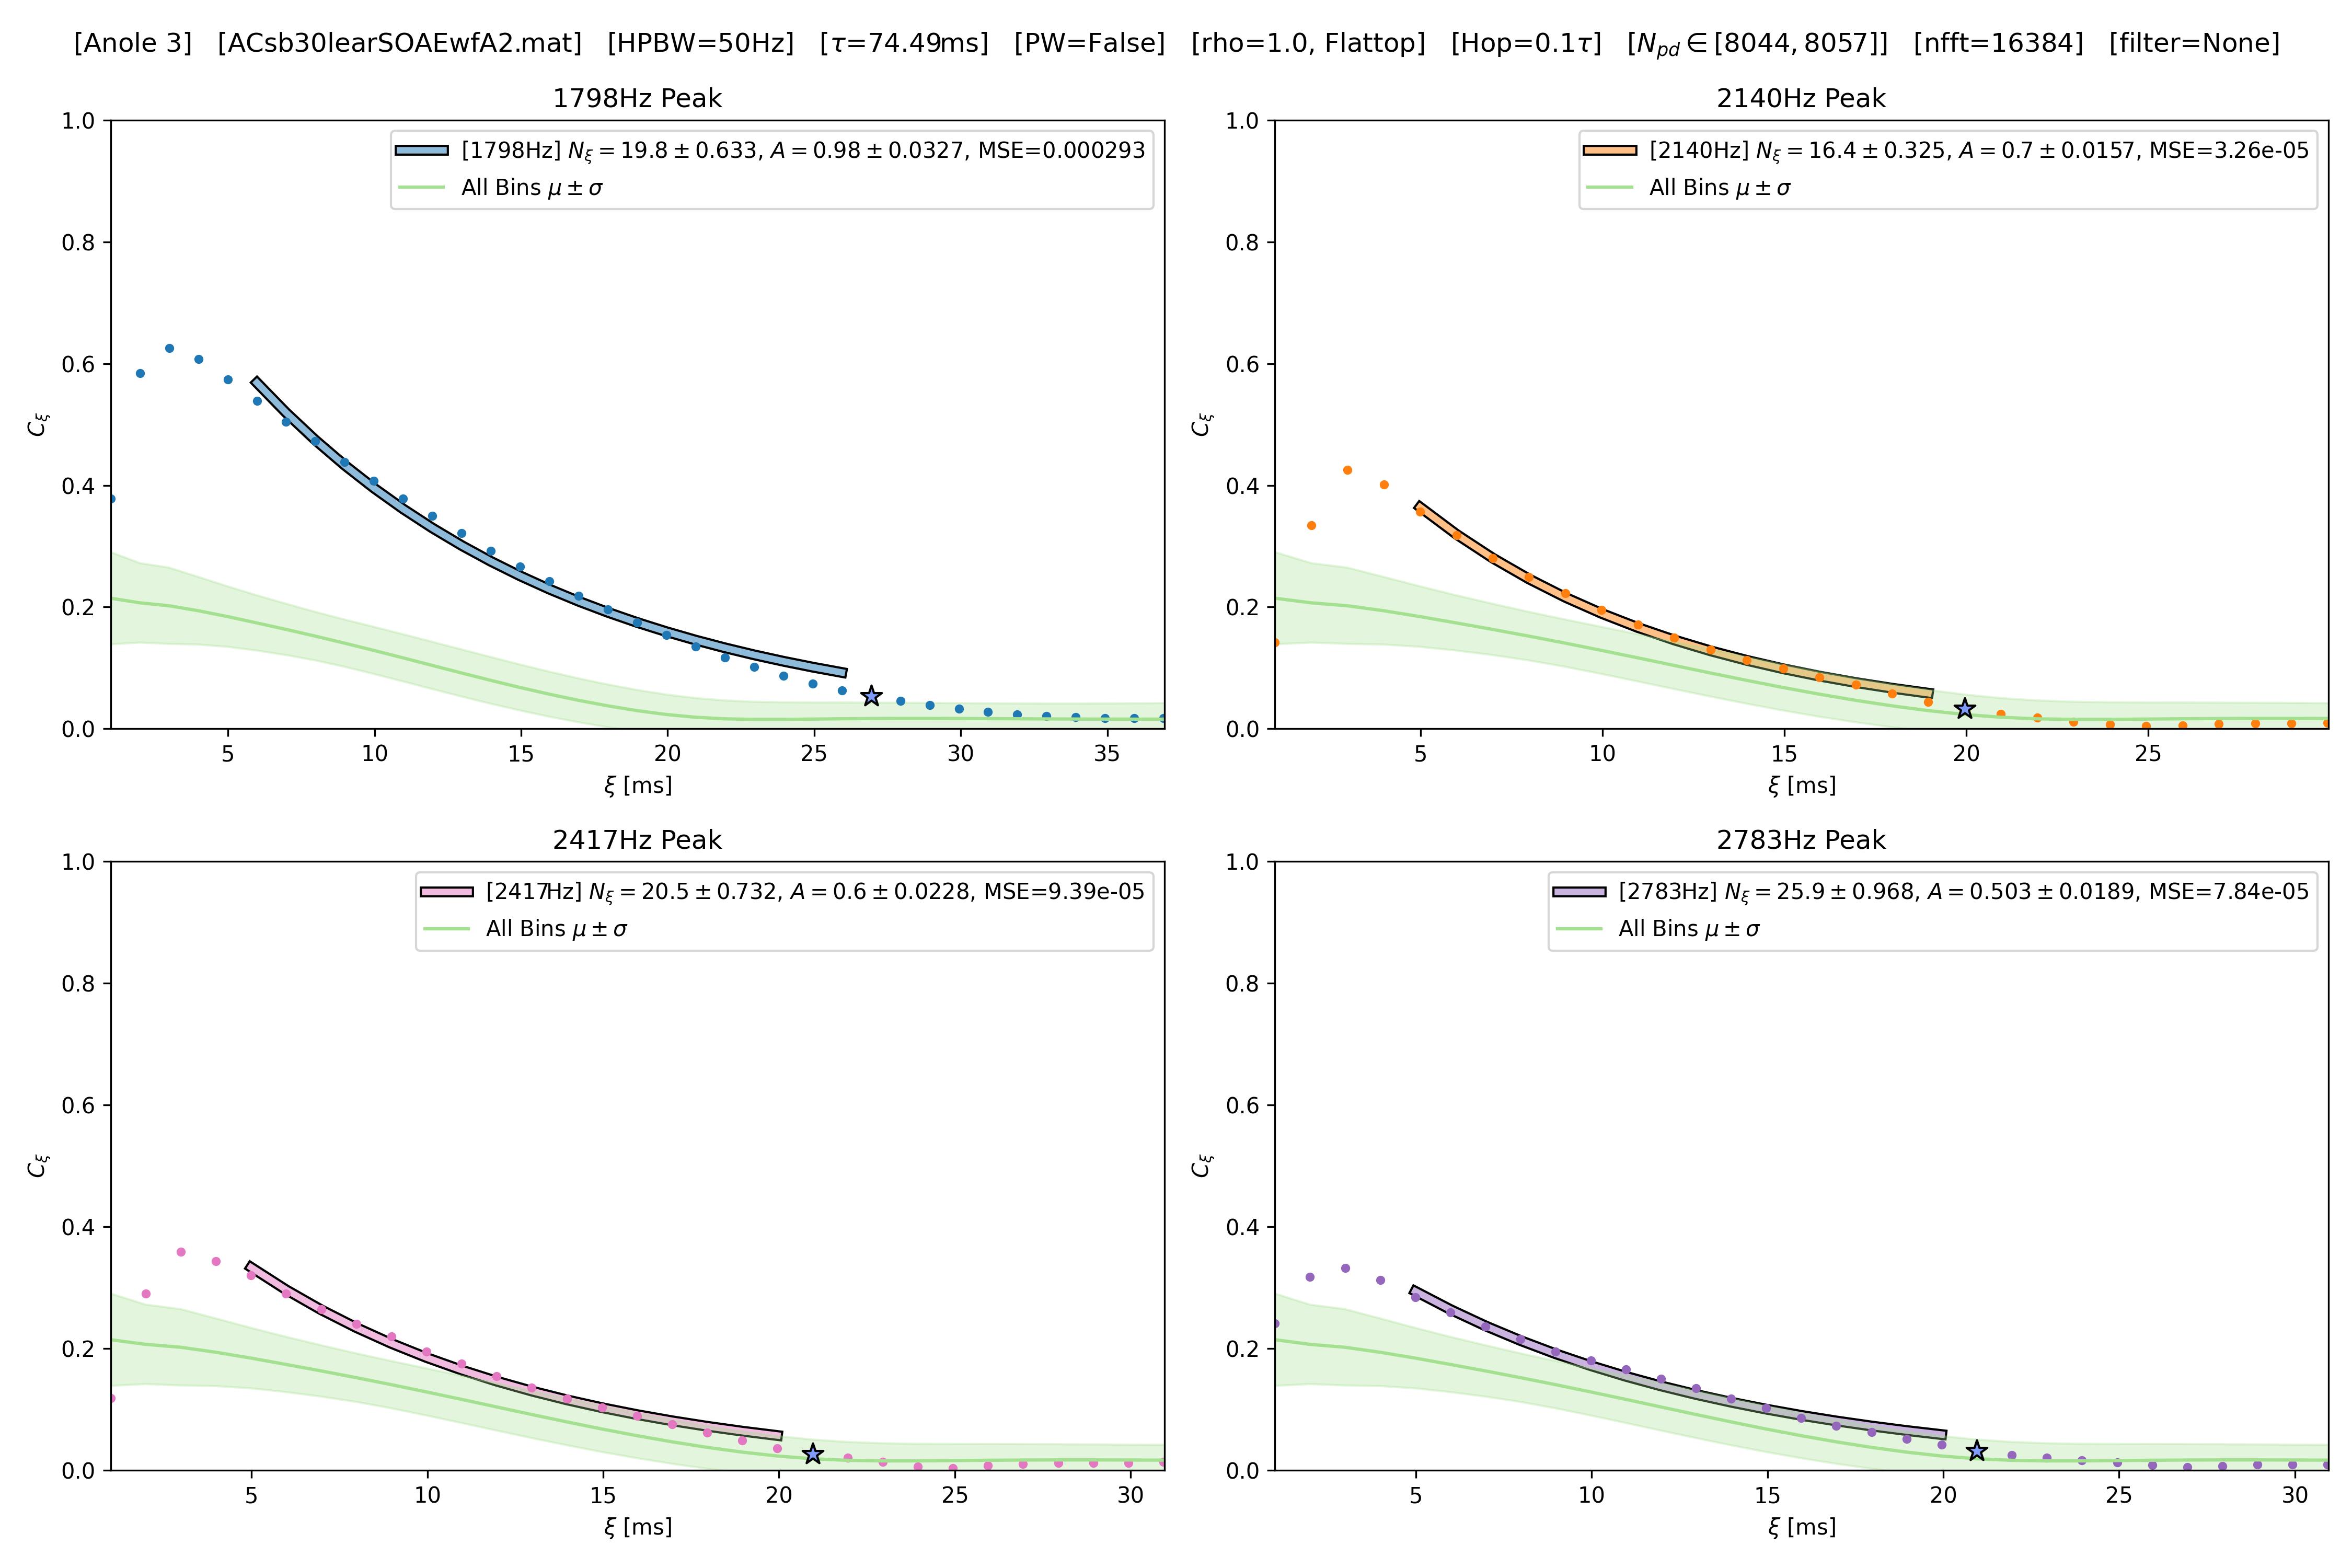 [Anole 3]   [ACsb30learSOAEwfA2.mat]   [HPBW=50Hz]   [τ=74.49ms]   [PW=False]   [rho=1.0, Flattop]   [Hop=0.1τ]   [N_pd ∈ [8044, 8057]]   [nfft=16384]   [filter=None]
1798Hz Peak
[1798Hz] N_ξ = 19.8 ± 0.633, A = 0.98 ± 0.0327, MSE=0.000293
All Bins μ ± σ
1.0
0.8
0.6
0.4
0.2
0.0
C_ξ
5 10 15 20 25 30 35
ξ [ms]
2140Hz Peak
[2140Hz] N_ξ = 16.4 ± 0.325, A = 0.7 ± 0.0157, MSE=3.26e-05
All Bins μ ± σ
1.0
0.8
0.6
0.4
0.2
0.0
C_ξ
5 10 15 20 25
ξ [ms]
2417Hz Peak
[2417Hz] N_ξ = 20.5 ± 0.732, A = 0.6 ± 0.0228, MSE=9.39e-05
All Bins μ ± σ
1.0
0.8
0.6
0.4
0.2
0.0
C_ξ
5 10 15 20 25 30
ξ [ms]
2783Hz Peak
[2783Hz] N_ξ = 25.9 ± 0.968, A = 0.503 ± 0.0189, MSE=7.84e-05
All Bins μ ± σ
1.0
0.8
0.6
0.4
0.2
0.0
C_ξ
5 10 15 20 25 30
ξ [ms]